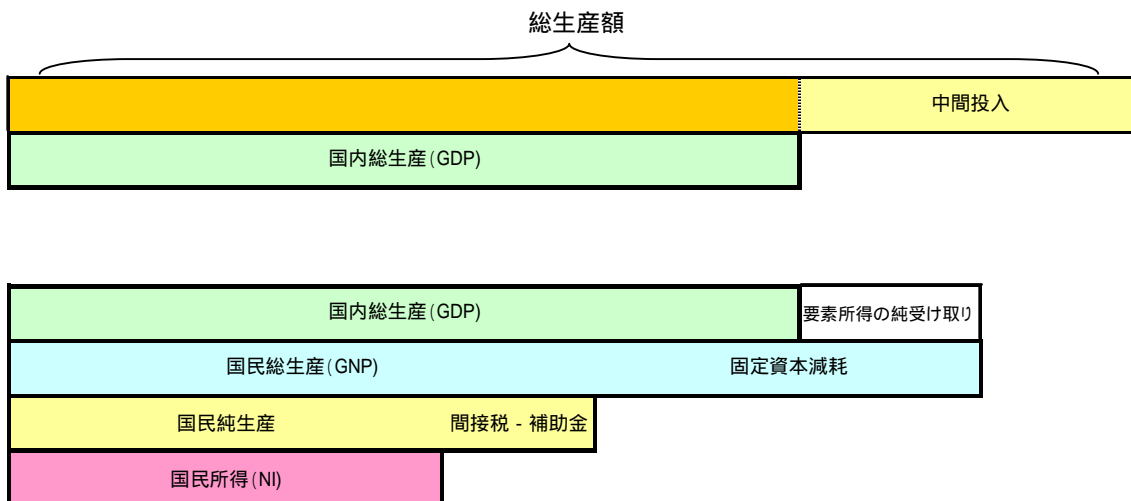 総生産額
中間投入
国内総生産(GDP)
国内総生産(GDP) 要素所得の純受け取り
国民総生産(GNP) 固定資本減耗
国民純生産 間接税 - 補助金
国民所得(NI)